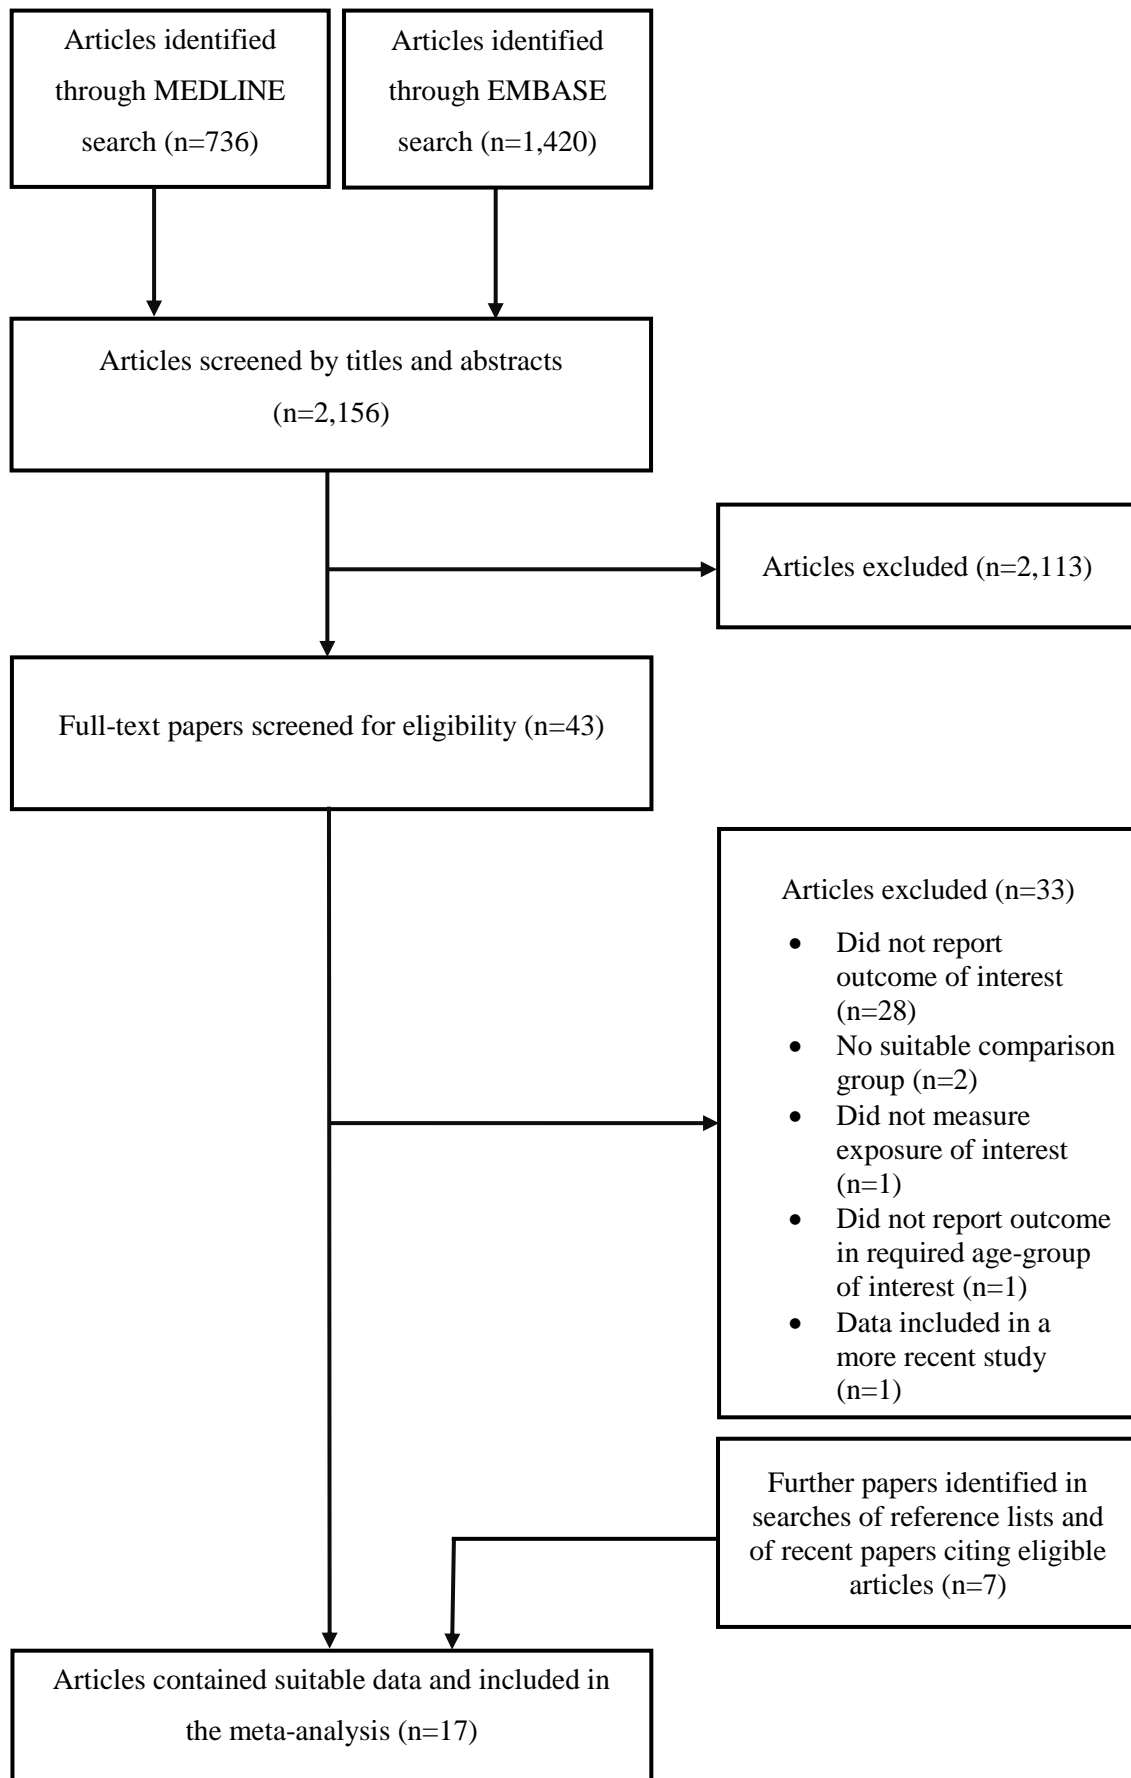 Articles identified
through MEDLINE
search (n=736)
Articles identified
through EMBASE
search (n=1,420)
Articles screened by titles and abstracts
(n=2,156)
Articles excluded (n=2,113)
Full-text papers screened for eligibility (n=43)
Articles excluded (n=33)
• Did not report
outcome of interest
(n=28)
• No suitable comparison
group (n=2)
• Did not measure
exposure of interest
(n=1)
• Did not report outcome
in required age-group
of interest (n=1)
• Data included in a
more recent study
(n=1)
Further papers identified in
searches of reference lists and
of recent papers citing eligible
articles (n=7)
Articles contained suitable data and included in
the meta-analysis (n=17)